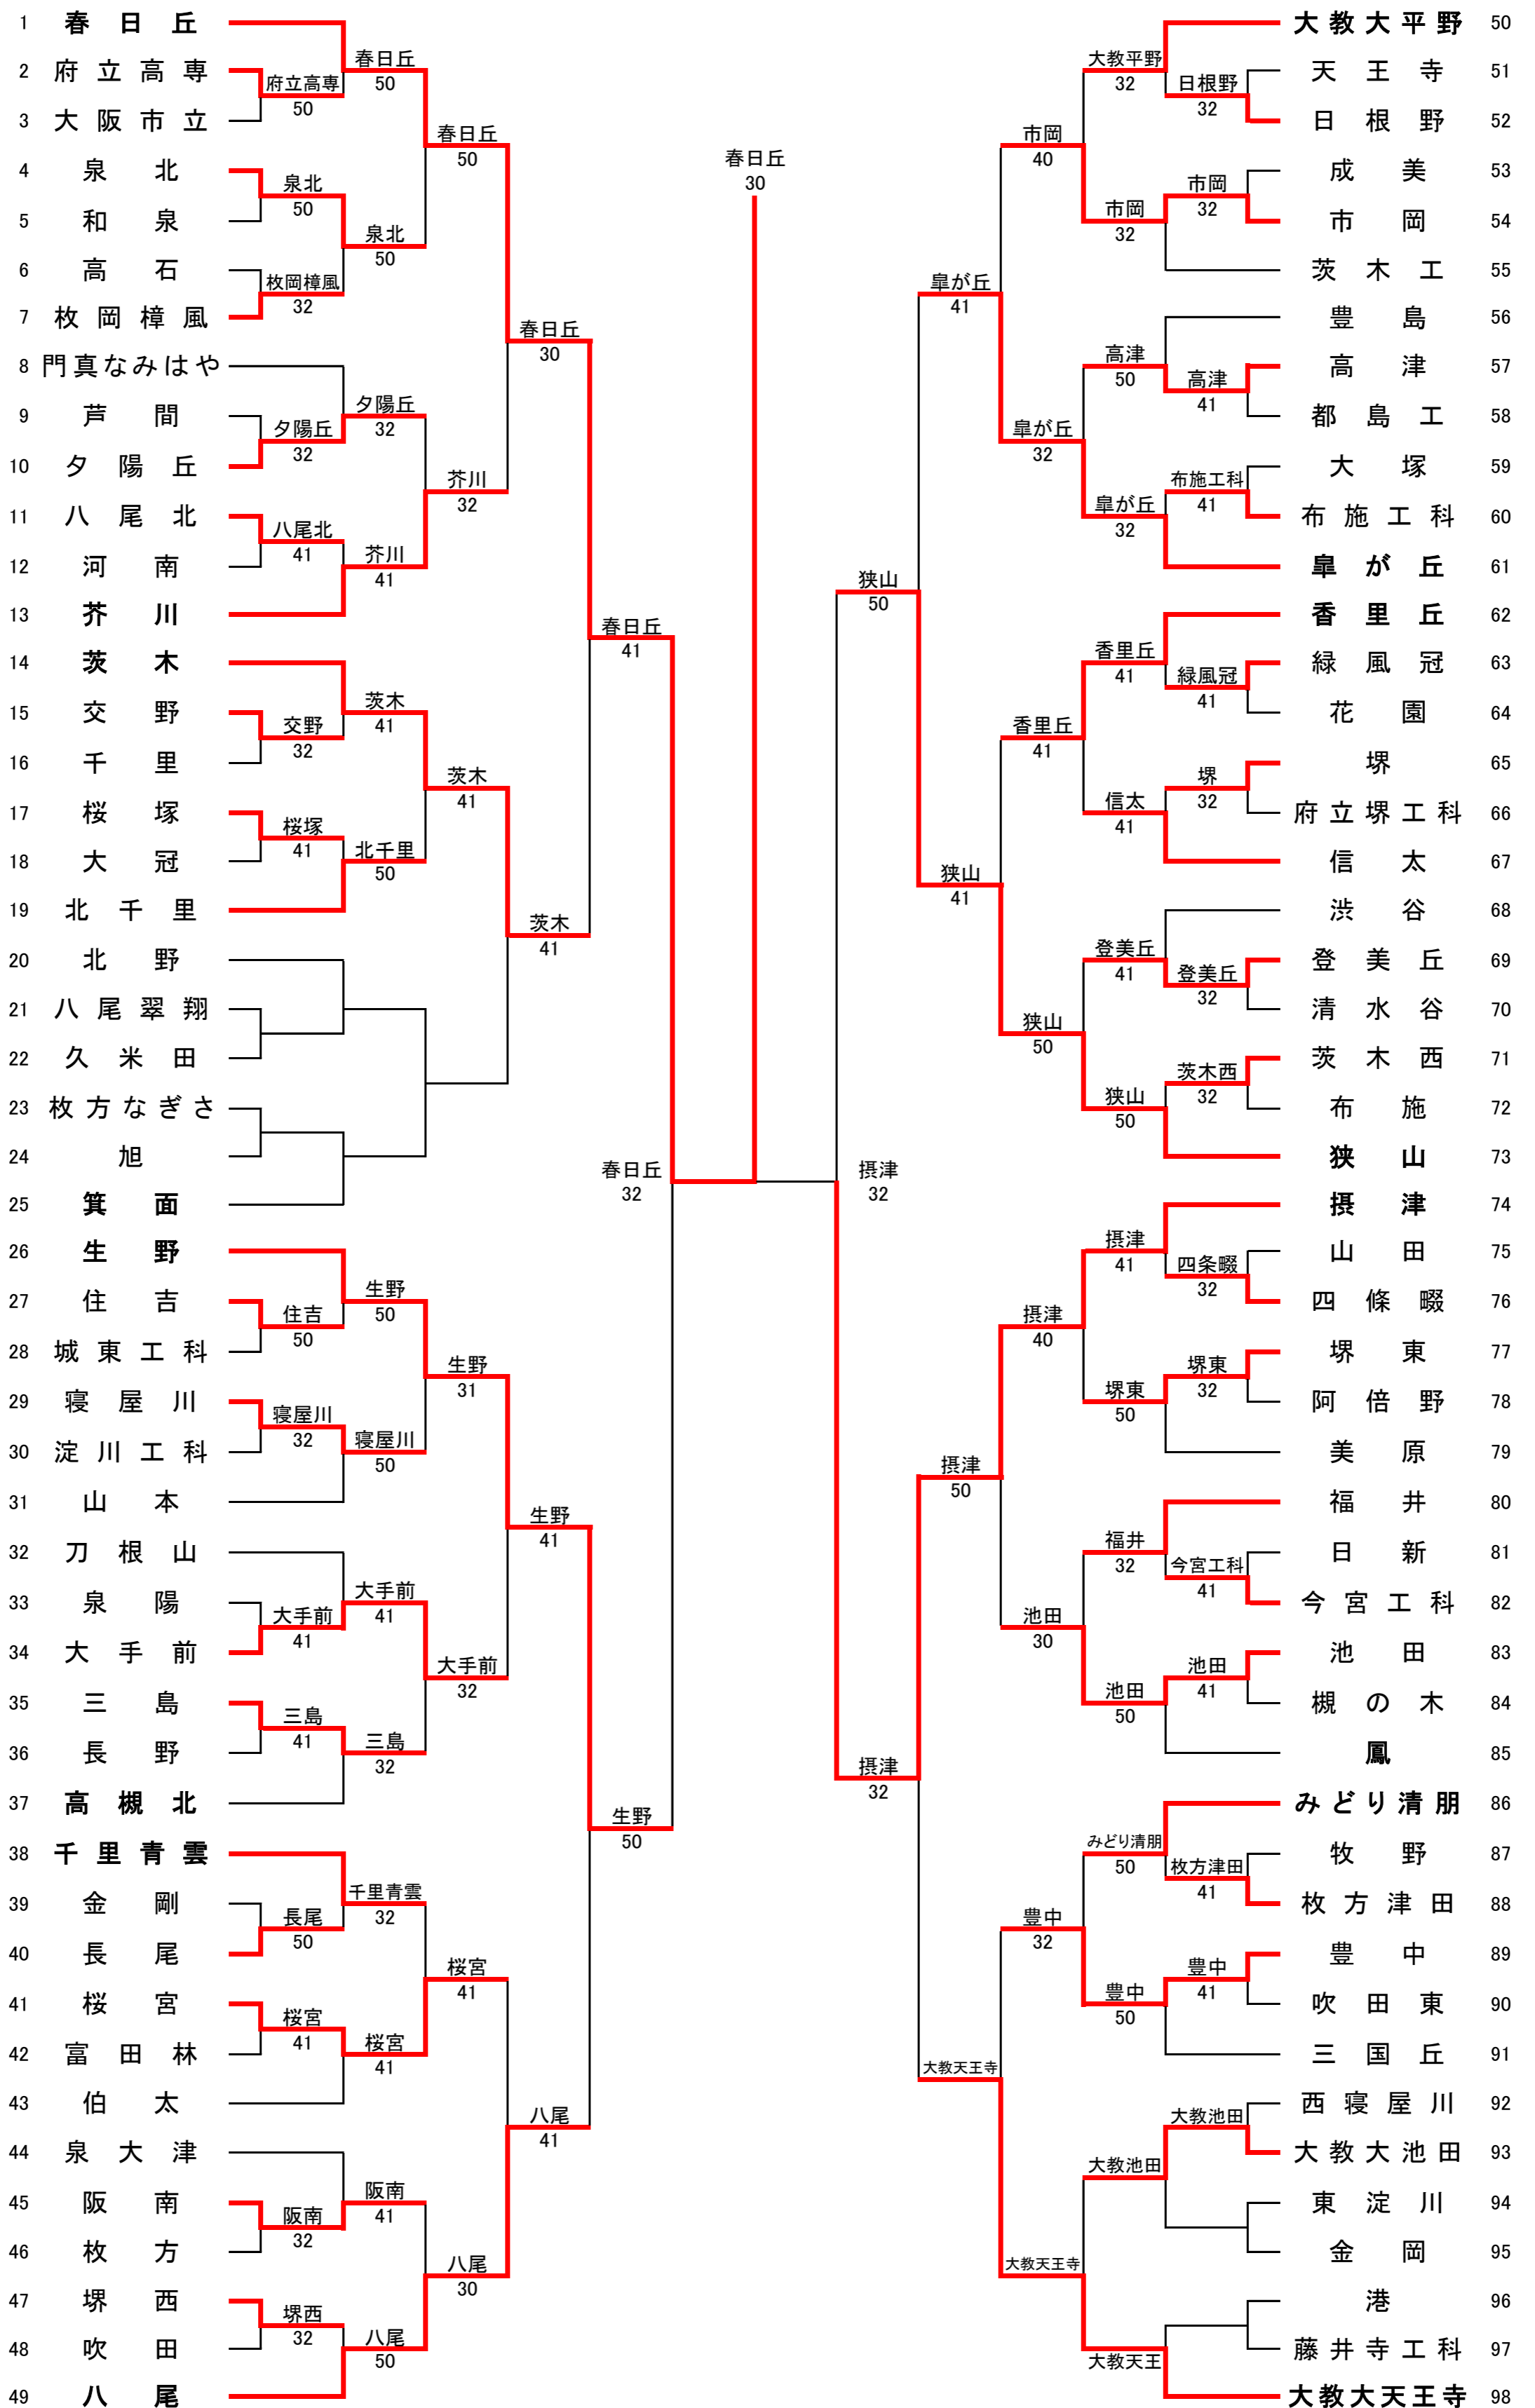 1 春日丘
2 府立高専
3 大阪市立
4 泉北
5 和泉
6 高石
7 枚岡樟風
8 門真なみはや
9 芦間
10 夕陽丘
11 八尾北
12 河南
13 芥川
14 茨木
15 交野
16 千里
17 桜塚
18 大冠
19 北千里
20 北野
21 八尾翠翔
22 久米田
23 枚方なぎさ
24 旭
25 箕面
26 生野
27 住吉
28 城東工科
29 寝屋川
30 淀川工科
31 山本
32 刀根山
33 泉陽
34 大手前
35 三島
36 長野
37 高槻北
38 千里青雲
39 金剛
40 長尾
41 桜宮
42 富田林
43 伯太
44 泉大津
45 阪南
46 枚方
47 堺西
48 吹田
49 八尾
府立高専
50
泉北
50
枚岡樟風
32
夕陽丘
32
八尾北
41
交野
32
桜塚
41
住吉
50
寝屋川
32
大手前
41
三島
41
長尾
50
桜宮
41
阪南
32
堺西
32
春日丘
50
泉北
50
夕陽丘
32
芥川
41
茨木
41
北千里
50
生野
50
寝屋川
50
大手前
41
三島
32
千里青雲
32
桜宮
41
阪南
41
八尾
50
春日丘
50
芥川
32
茨木
41
生野
31
大手前
32
桜宮
41
八尾
30
春日丘
30
茨木
41
生野
41
八尾
41
春日丘
41
生野
50
春日丘
32
春日丘
30
摂津
32
狭山
50
摂津
32
皐が丘
41
狭山
41
摂津
50
大教天王寺
市岡
40
皐が丘
32
香里丘
41
狭山
50
摂津
40
池田
30
豊中
32
大教天王寺
大教平野
32
市岡
32
高津
50
皐が丘
32
香里丘
41
信太
41
登美丘
41
狭山
50
摂津
41
堺東
50
福井
32
池田
50
みどり清朋
50
豊中
50
大教池田
大教天王
日根野
32
市岡
32
高津
41
布施工科
41
緑風冠
41
堺
32
登美丘
32
茨木西
32
四条畷
32
堺東
32
今宮工科
41
池田
41
枚方津田
41
豊中
41
大教池田
大教大平野 50
天王寺 51
日根野 52
成美 53
市岡 54
茨木工 55
豊島 56
高津 57
都島工 58
大塚 59
布施工科 60
皐が丘 61
香里丘 62
緑風冠 63
花園 64
堺 65
府立堺工科 66
信太 67
渋谷 68
登美丘 69
清水谷 70
茨木西 71
布施 72
狭山 73
摂津 74
山田 75
四條畷 76
堺東 77
阿倍野 78
美原 79
福井 80
日新 81
今宮工科 82
池田 83
槻の木 84
鳳 85
みどり清朋 86
牧野 87
枚方津田 88
豊中 89
吹田東 90
三国丘 91
西寝屋川 92
大教大池田 93
東淀川 94
金岡 95
港 96
藤井寺工科 97
大教大天王寺 98